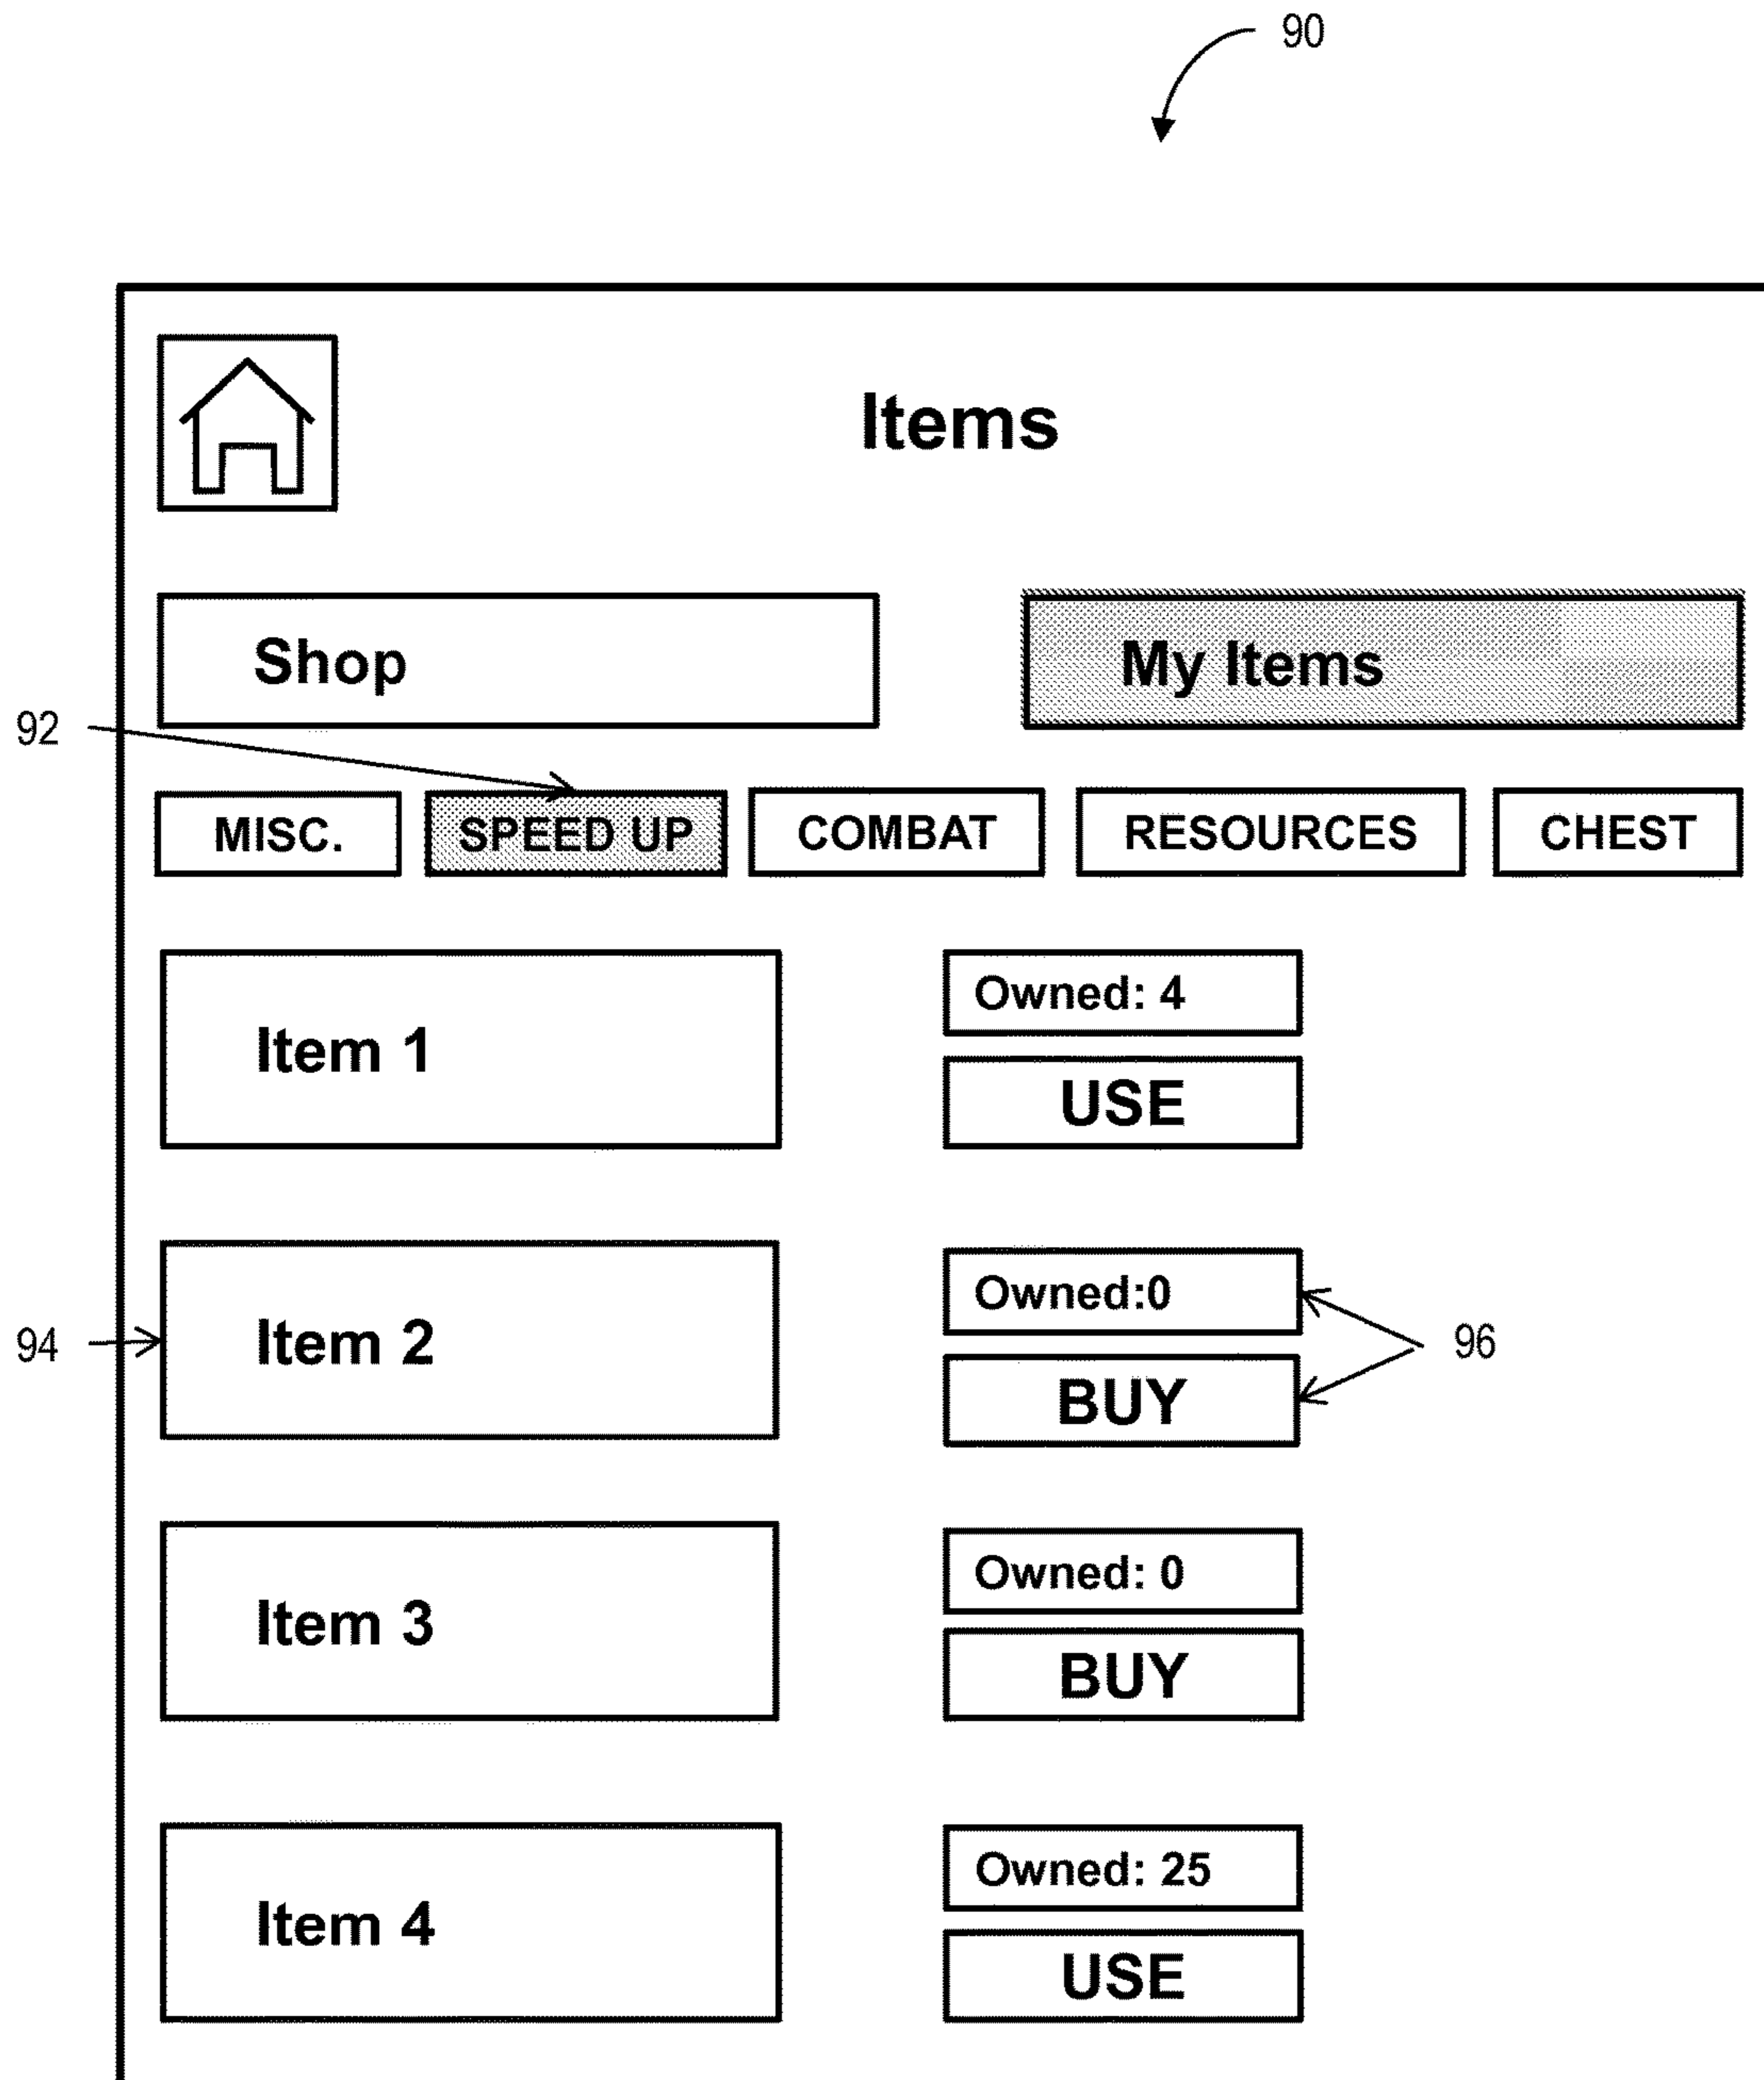 90
Items
Shop
My Items
92
MISC.
SPEED UP
COMBAT
RESOURCES
CHEST
Item 1
Owned: 4
USE
94
Item 2
Owned:0
BUY
96
Item 3
Owned: 0
BUY
Item 4
Owned: 25
USE